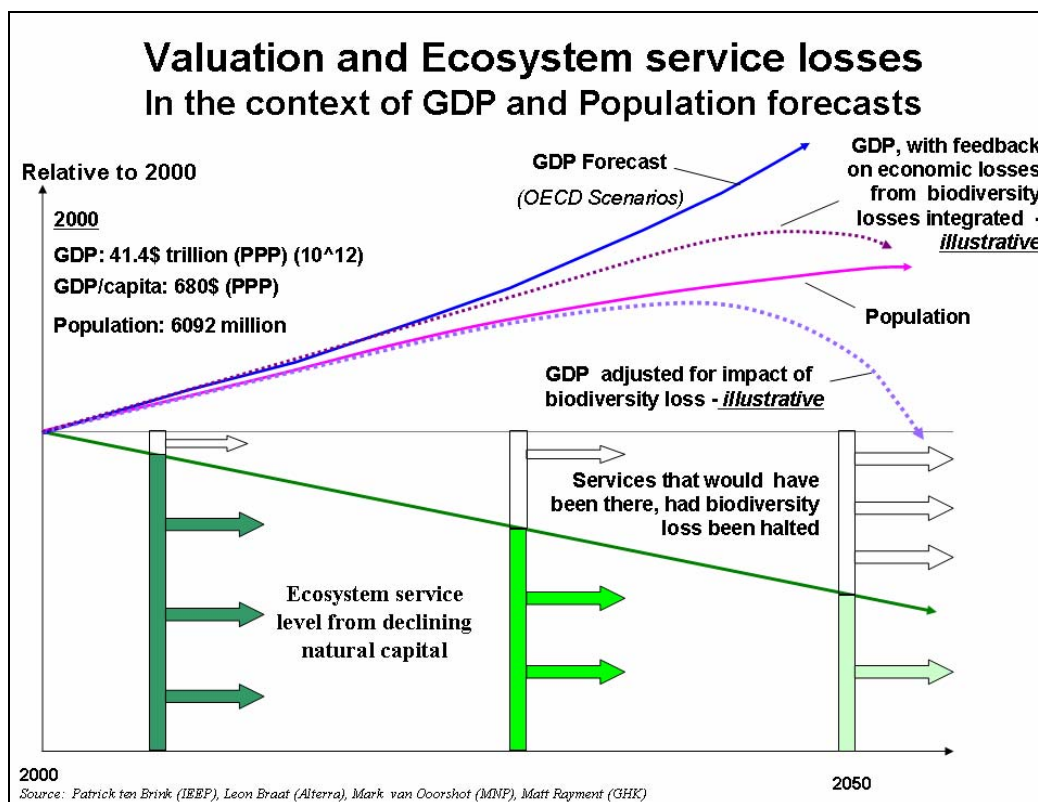 Valuation and Ecosystem service losses
In the context of GDP and Population forecasts
Relative to 2000
2000
GDP: 41.4$ trillion (PPP) (10^12)
GDP/capita: 680$ (PPP)
Population: 6092 million
GDP Forecast
(OECD Scenarios)
GDP, with feedback
on economic losses
from biodiversity
losses integrated -
illustrative
Population
GDP adjusted for impact of
biodiversity loss - illustrative
Services that would have
been there, had biodiversity
loss been halted
Ecosystem service
level from declining
natural capital
2000
2050
Source: Patrick ten Brink (IEEP), Leon Braat (Alterra), Mark van Ooorshot (MNP), Matt Rayment (GHK)